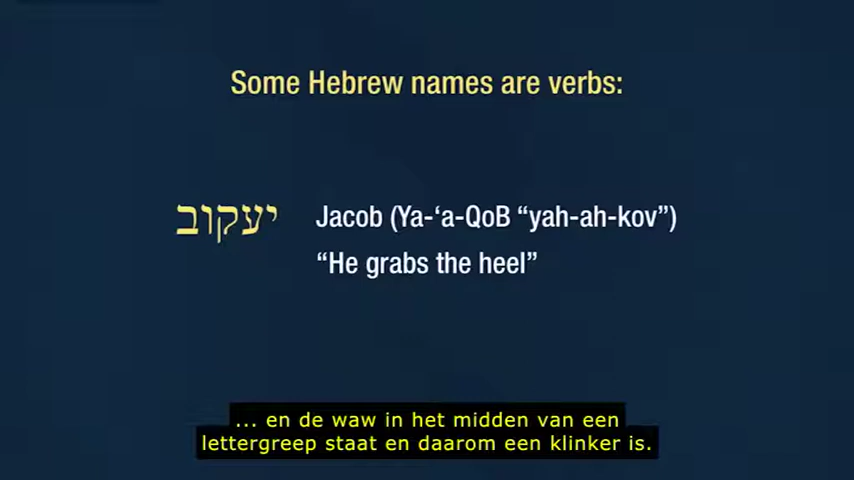 Some Hebrew names are verbs:
יעקוב Jacob (Ya-‘a-QoB “yah-ah-kov”)
“He grabs the heel”
... en de waw in het midden van een
lettergreep staat en daarom een klinker is.